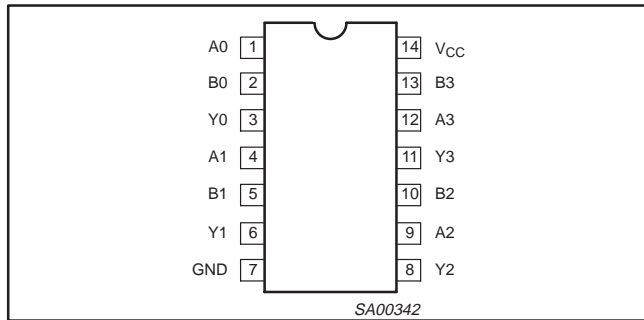 A0 1 14 VCC
B0 2 13 B3
Y0 3 12 A3
A1 4 11 Y3
B1 5 10 B2
Y1 6 9 A2
GND 7 8 Y2
SA00342